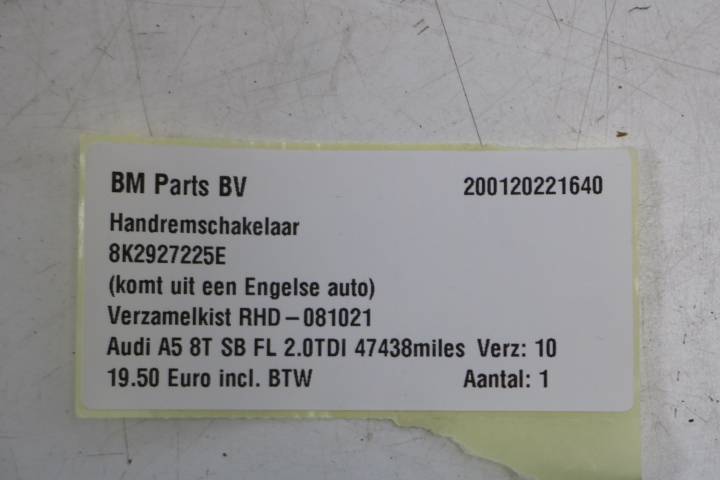 BM Parts BV 200120221640
Handremschakelaar
8K2927225E
(komt uit een Engelse auto)
Verzamelkist RHD-081021
Audi A5 8T SB FL 2.0TDI 47438miles Verz: 10
19.50 Euro incl. BTW Aantal: 1